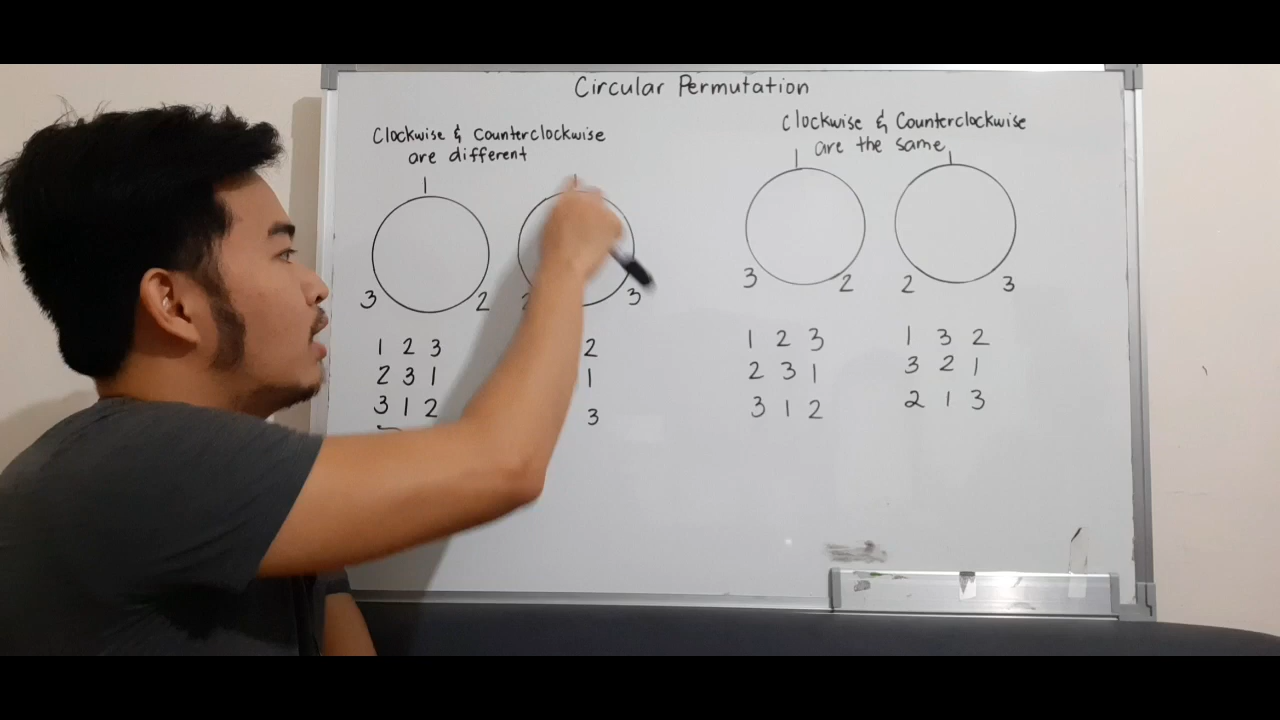 Circular Permutation
Clockwise & Counterclockwise
are different
1
3
2
3
1 2 3
2 3 1
3 1 2
2
1
3
Clockwise & Counterclockwise
are the same
1
3
2
1
2
3
1 2 3
2 3 1
3 1 2
1 3 2
3 2 1
2 1 3